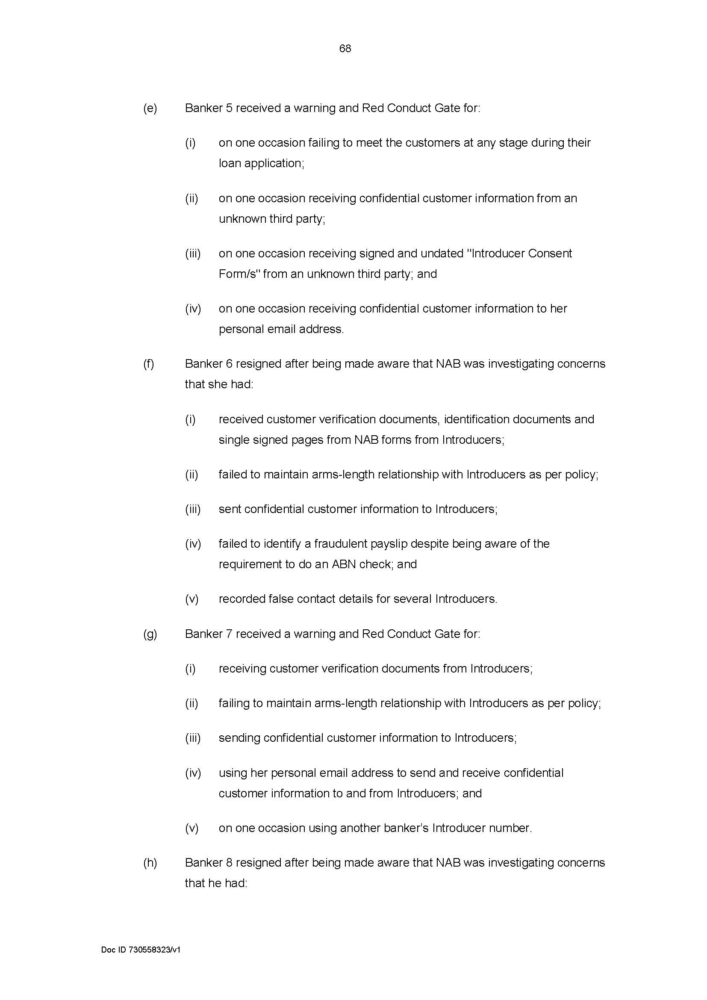 68
(e) Banker 5 received a warning and Red Conduct Gate for:
(i) on one occasion failing to meet the customers at any stage during their
loan application;
(ii) on one occasion receiving confidential customer information from an
unknown third party;
(iii) on one occasion receiving signed and undated "Introducer Consent
Form/s" from an unknown third party; and
(iv) on one occasion receiving confidential customer information to her
personal email address.
(f) Banker 6 resigned after being made aware that NAB was investigating concerns
that she had:
(i) received customer verification documents, identification documents and
single signed pages from NAB forms from Introducers;
(ii) failed to maintain arms-length relationship with Introducers as per policy;
(iii) sent confidential customer information to Introducers;
(iv) failed to identify a fraudulent payslip despite being aware of the
requirement to do an ABN check; and
(v) recorded false contact details for several Introducers.
(g) Banker 7 received a warning and Red Conduct Gate for:
(i) receiving customer verification documents from Introducers;
(ii) failing to maintain arms-length relationship with Introducers as per policy;
(iii) sending confidential customer information to Introducers;
(iv) using her personal email address to send and receive confidential
customer information to and from Introducers; and
(v) on one occasion using another banker’s Introducer number.
(h) Banker 8 resigned after being made aware that NAB was investigating concerns
that he had:
Doc ID 730558323/v1